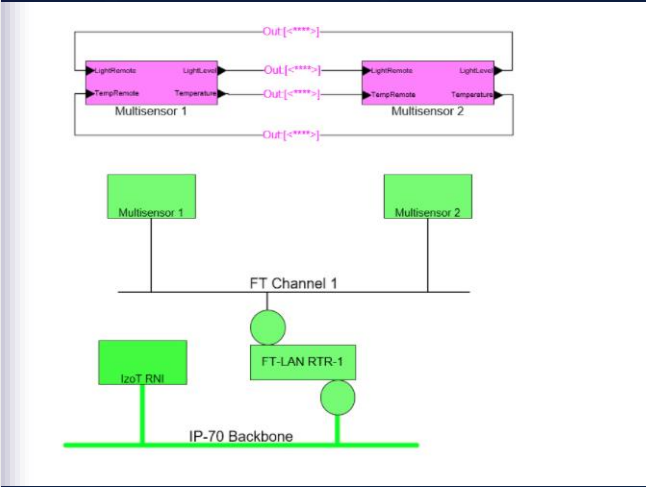 Out:[<****>]
LightRemote LightLevel Out:[<****>] LightRemote LightLevel
TempRemote Temperature Out:[<****>] TempRemote Temperature
Multisensor 1 Multisensor 2
Out:[<****>]
Multisensor 1 Multisensor 2
FT Channel 1
FT-LAN RTR-1
IzoT RNI
IP-70 Backbone